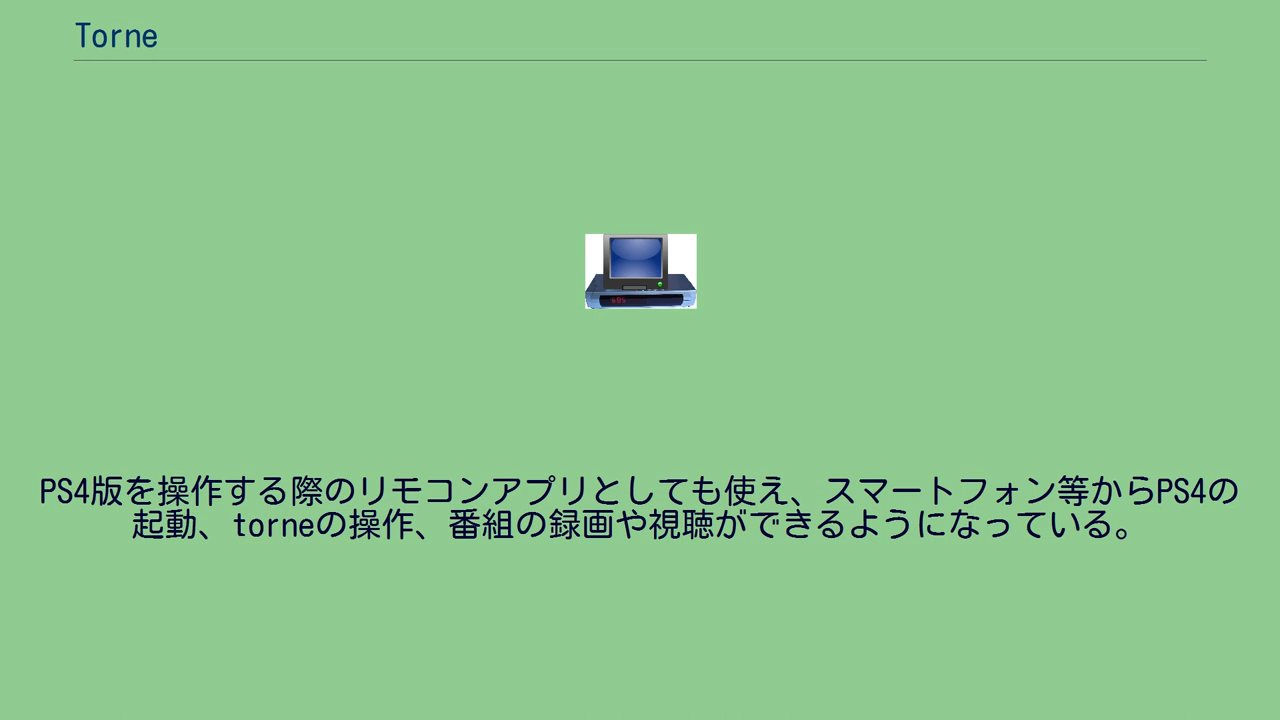 Torne
PS4版を操作する際のリモコンアプリとしても使え、スマートフォン等からPS4の
起動、torneの操作、番組の録画や視聴ができるようになっている。